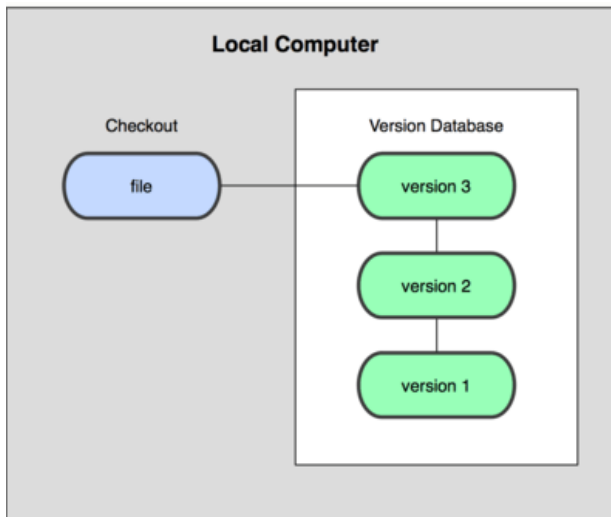 Local Computer
Checkout
Version Database
file
version 3
version 2
version 1